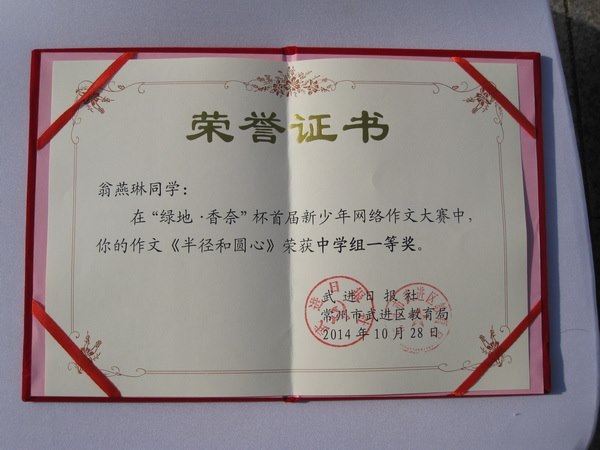 荣誉证书
翁燕琳同学：
在“绿地·香奈”杯首届新少年网络作文大赛中，
你的作文《半径和圆心》荣获中学组一等奖。
武进日报社
常州市武进区教育局
2014年10月28日